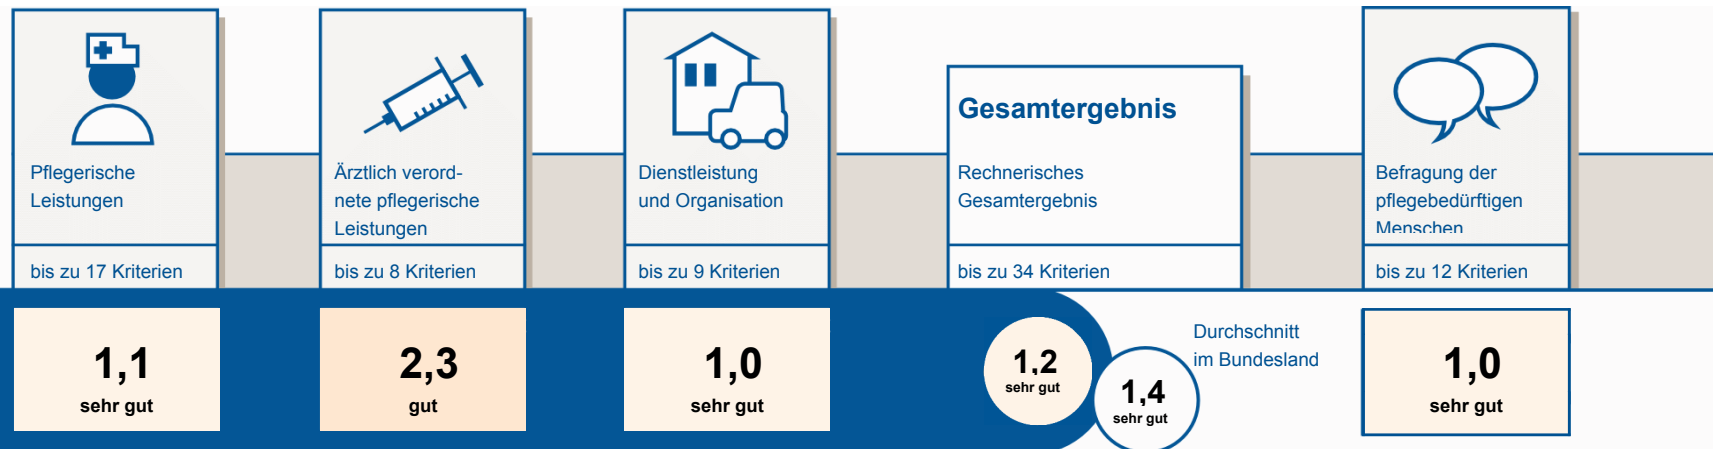 Pflegerische
Leistungen
bis zu 17 Kriterien
1,1
sehr gut
Ärztlich verord-
nete pflegerische
Leistungen
bis zu 8 Kriterien
2,3
gut
Dienstleistung
und Organisation
bis zu 9 Kriterien
1,0
sehr gut
Gesamtergebnis
Rechnerisches
Gesamtergebnis
bis zu 34 Kriterien
1,2
sehr gut
1,4
sehr gut
Durchschnitt
im Bundesland
Befragung der
pflegebedürftigen
Menschen
bis zu 12 Kriterien
1,0
sehr gut